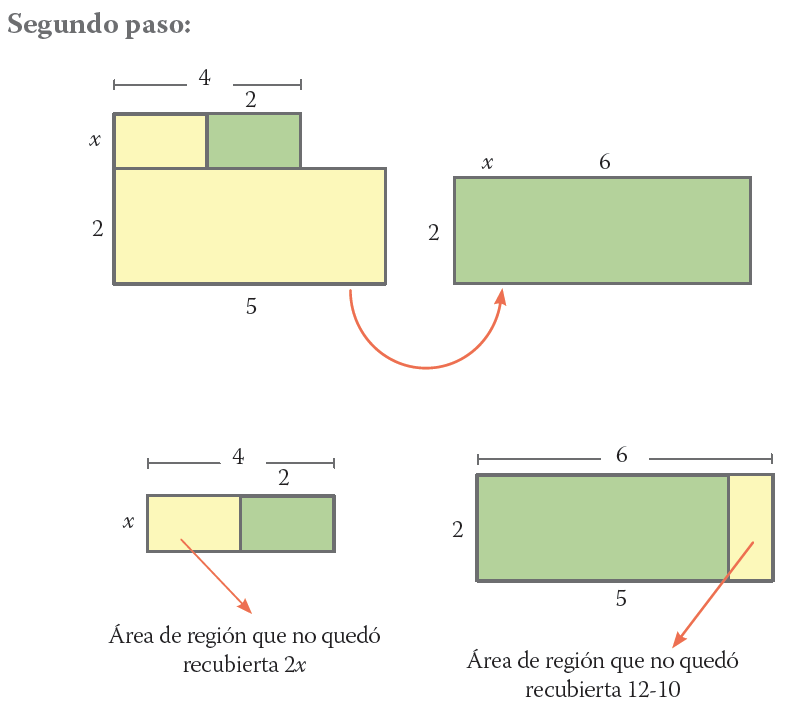 Segundo paso:
4
2
x
2
5
x
6
2
4
2
x
Área de región que no quedó
recubierta 2x
6
2
5
Área de región que no quedó
recubierta 12-10